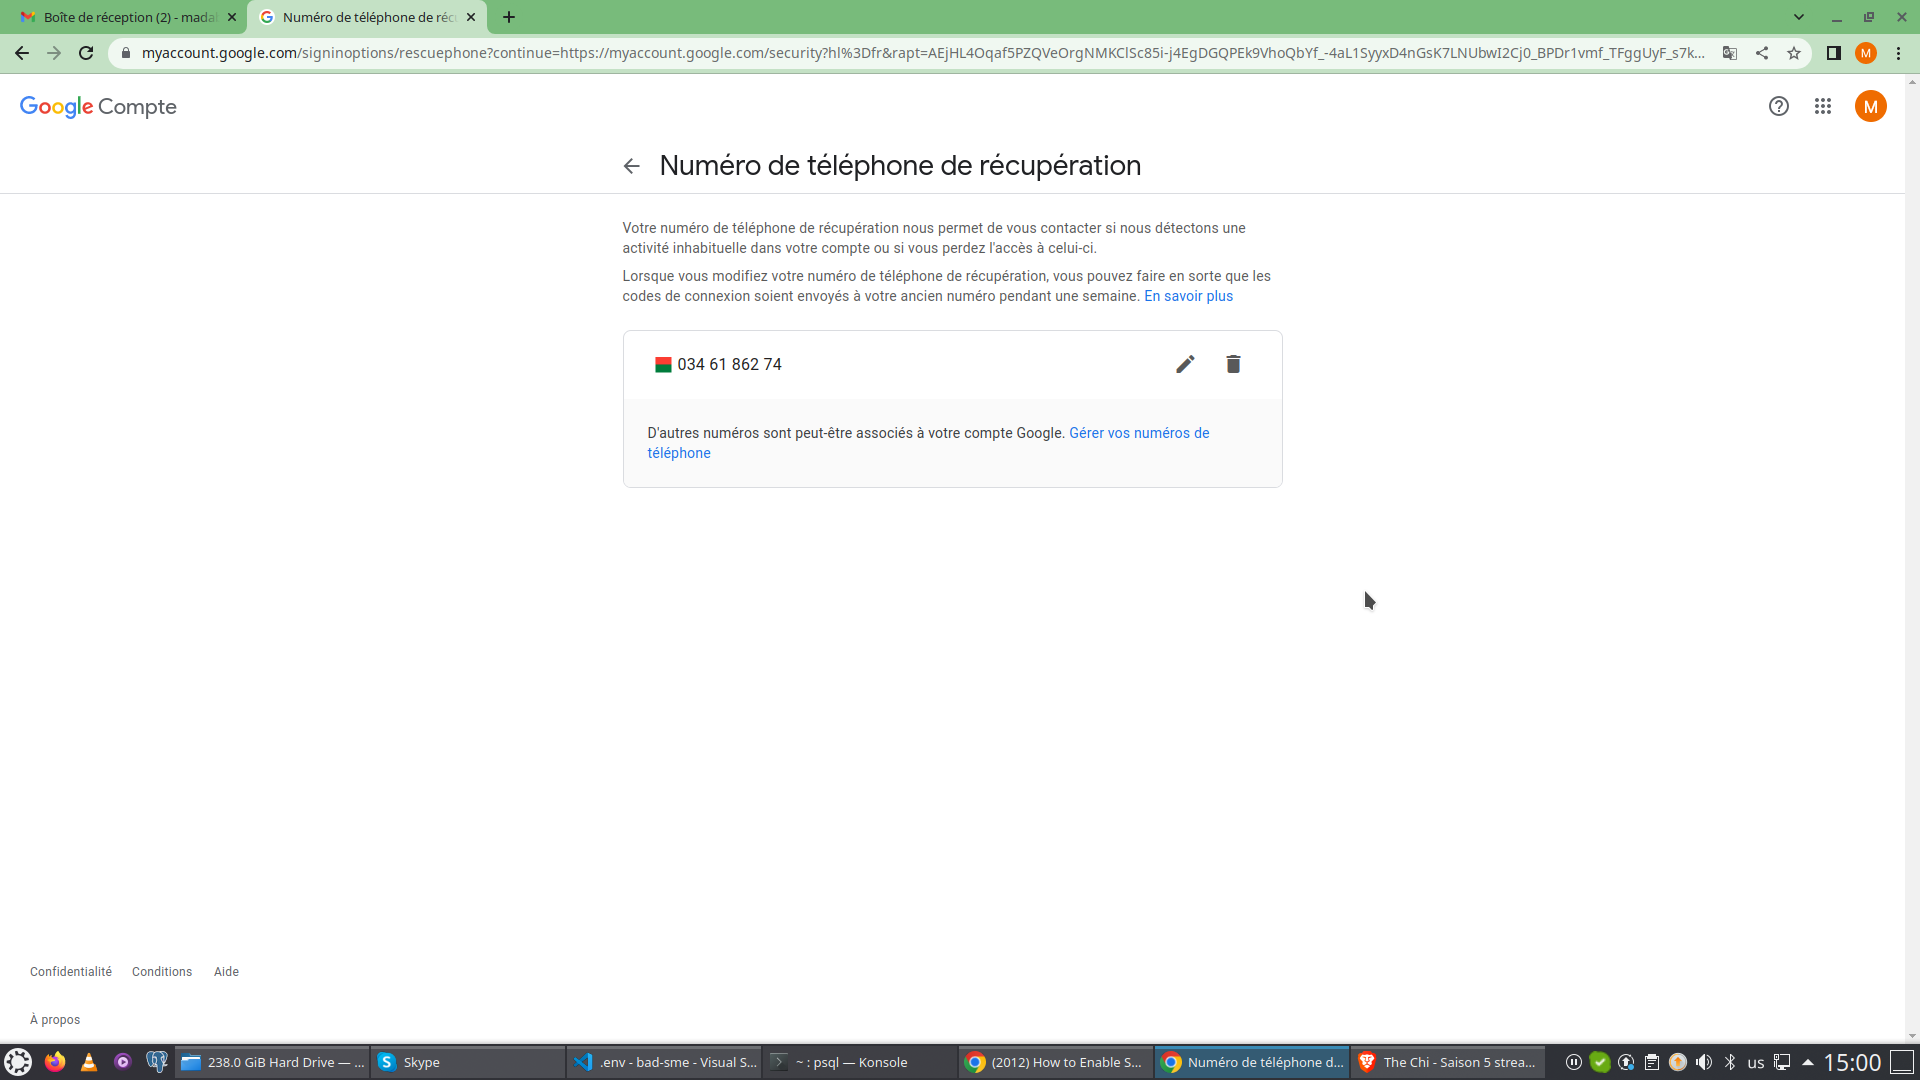 Boîte de réception (2) - mada
Numéro de téléphone de réc
myaccount.google.com/signinoptions/rescuephone?continue=https://myaccount.google.com/security?hl%3Dfr&rapt=AEjHL4Oqaf5PZQVeOrgNMKClSc85i-j4EgDGQPEk9VhoQbYf_-4aL1SyyxD4nGsK7LNUbwI2Cj0_BPDr1vmf_TFggUyF_s7k...
M
Google Compte
M
Numéro de téléphone de récupération
Votre numéro de téléphone de récupération nous permet de vous contacter si nous détectons une
activité inhabituelle dans votre compte ou si vous perdez l'accès à celui-ci.
Lorsque vous modifiez votre numéro de téléphone de récupération, vous pouvez faire en sorte que les
codes de connexion soient envoyés à votre ancien numéro pendant une semaine. En savoir plus
034 61 862 74
D'autres numéros sont peut-être associés à votre compte Google. Gérer vos numéros de
téléphone
Confidentialité Conditions Aide
À propos
238.0 GiB Hard Drive — ... Skype .env - bad-sme - Visual S... ~ : psql — Konsole (2012) How to Enable S... Numéro de téléphone d... The Chi - Saison 5 strea... us 15:00